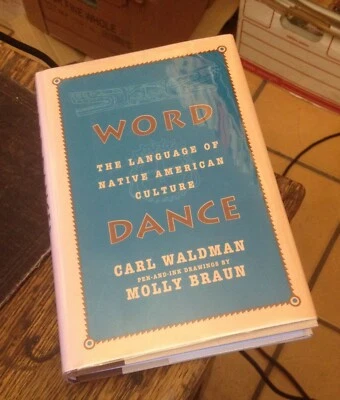 WORD
THE LANGUAGE OF
NATIVE AMERICAN
CULTURE
DANCE
CARL WALDMAN
PEN-AND-INK DRAWINGS BY
MOLLY BRAUN